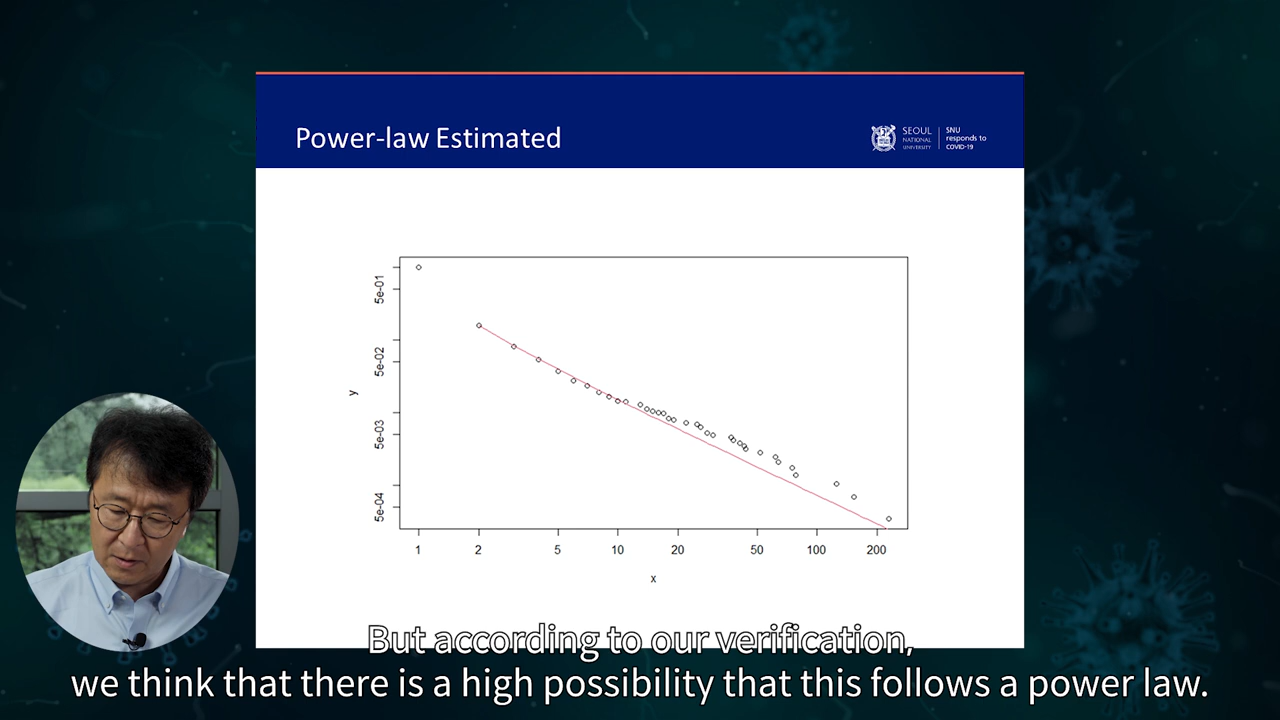 Power-law Estimated
SEOUL
NATIONAL
UNIVERSITY
SNU
responds to
COVID-19
5e-01
5e-02
5e-03
5e-04
y
1 2 5 10 20 50 100 200
x
But according to our verification,
we think that there is a high possibility that this follows a power law.